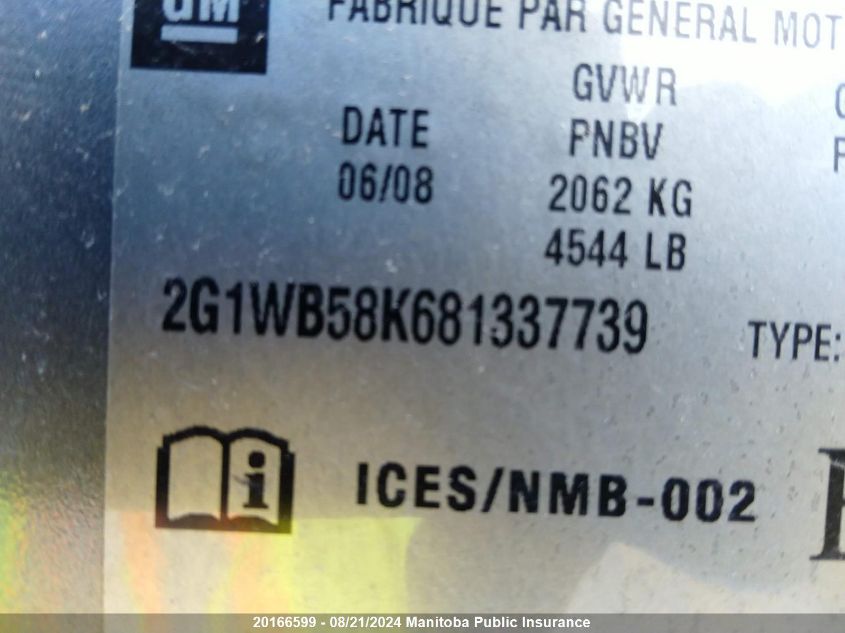 GM
FABRIQUÉ PAR GENERAL MOT
GVWR
DATE
PNBV
06/08
2062 KG
4544 LB
2G1WB58K681337739
TYPE:
i
ICES/NMB-002
20166599 - 08/21/2024 Manitoba Public Insurance